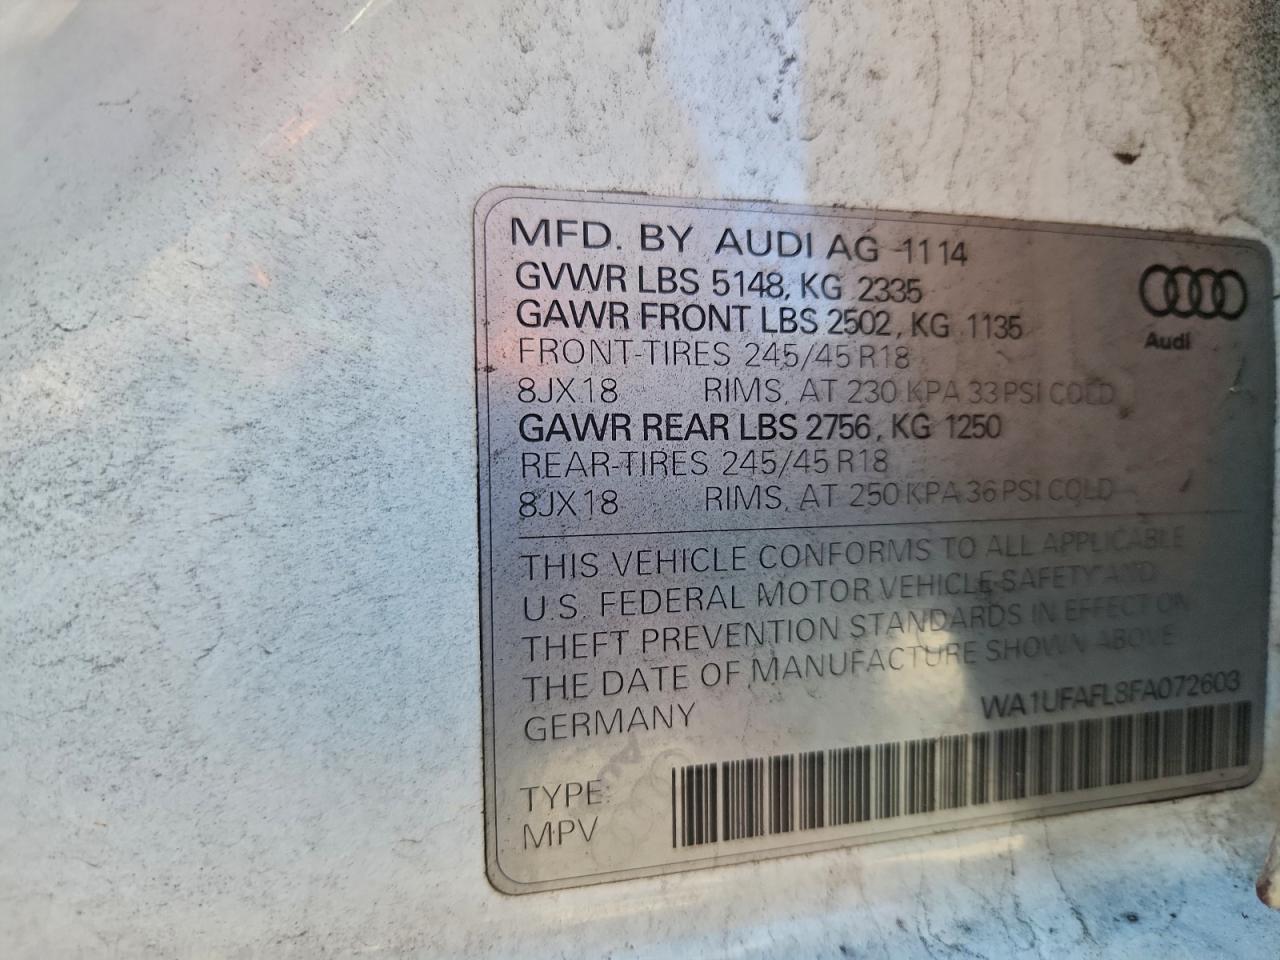 MFD. BY AUDI AG -11 14
GVWR LBS 5148, KG 2335
GAWR FRONT LBS 2502, KG 1135
FRONT-TIRES 245/45 R18
8JX18 RIMS, AT 230 KPA 33 PSI COLD
GAWR REAR LBS 2756, KG 1250
REAR-TIRES 245/45 R18
8JX18 RIMS, AT 250 KPA 36 PSI COLD
Audi
THIS VEHICLE CONFORMS TO ALL APPLICABLE
U.S. FEDERAL MOTOR VEHICLE SAFETY AND
THEFT PREVENTION STANDARDS IN EFFECT ON
THE DATE OF MANUFACTURE SHOWN ABOVE
GERMANY
WA1UFAFL8FA072603
TYPE:
MPV